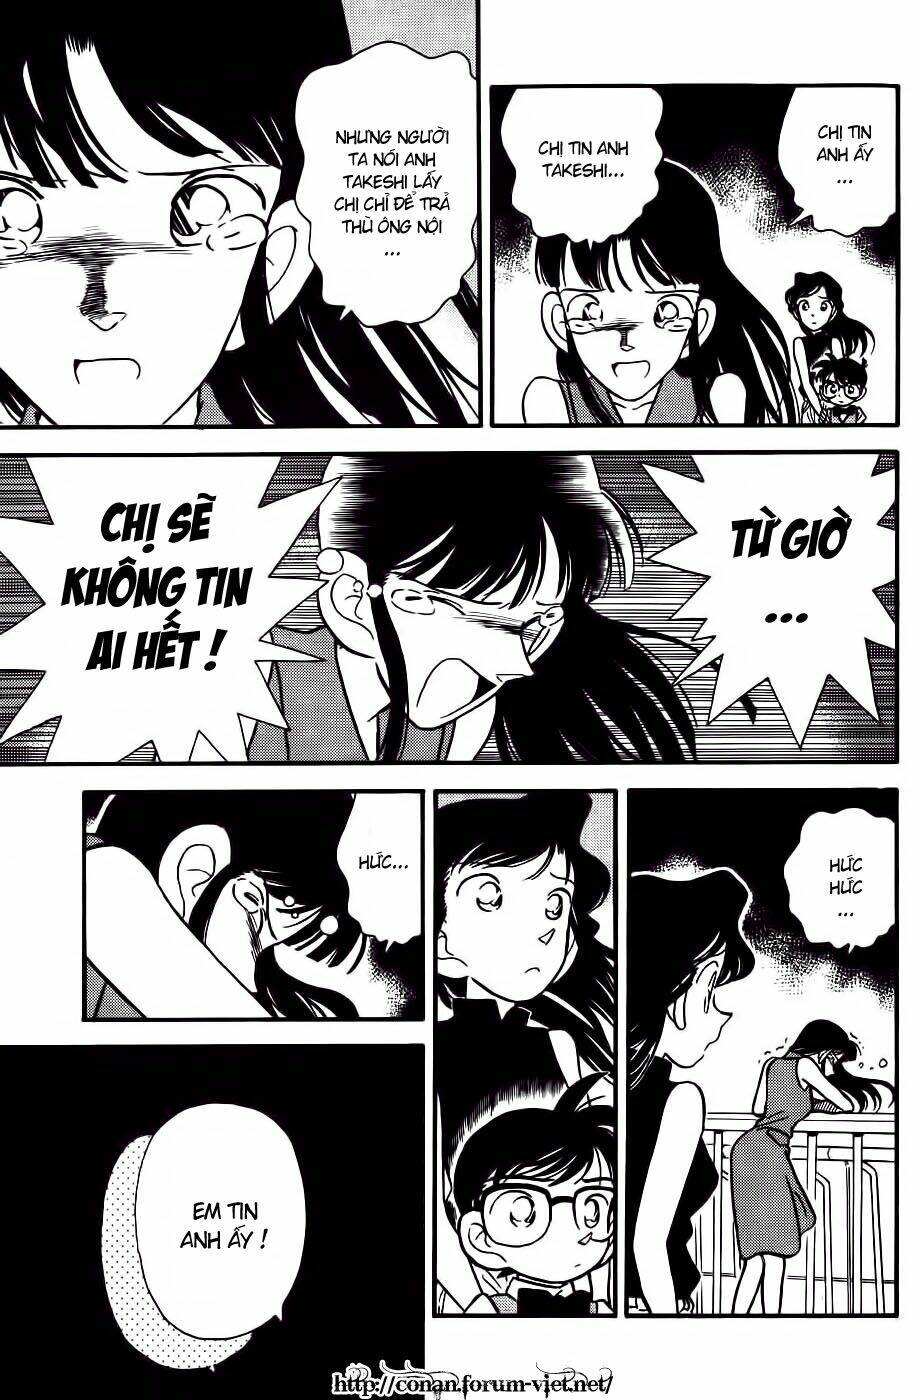 CHỊ TIN
ANH ẤY
...
CHỊ TIN ANH
TAKESHI...
NHƯNG NGƯỜI
TA NÓI ANH
TAKESHI LẤY
CHỊ CHỈ ĐỂ TRẢ
THÙ ÔNG NỘI
...
TỪ GIỜ
...
CHỊ SẼ
KHÔNG TIN
AI HẾT !
HỨC
HỨC
...
HỨC...
EM TIN
ANH ẤY !
http://conan.forum-viet.net/